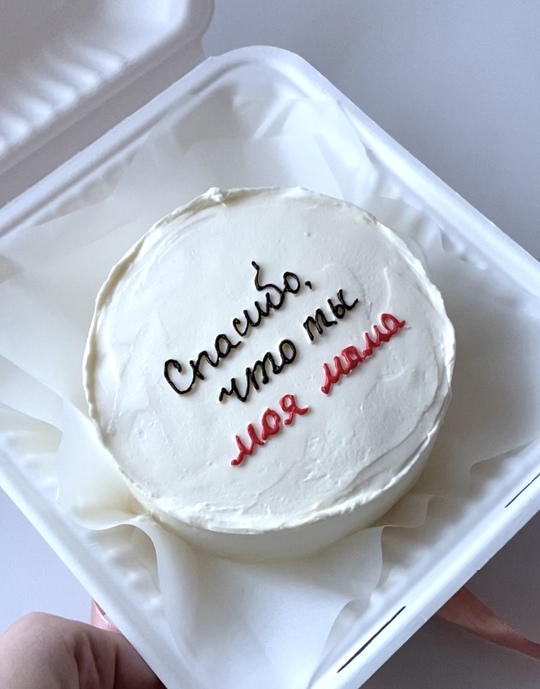 Спасибо,
что ты
моя мама